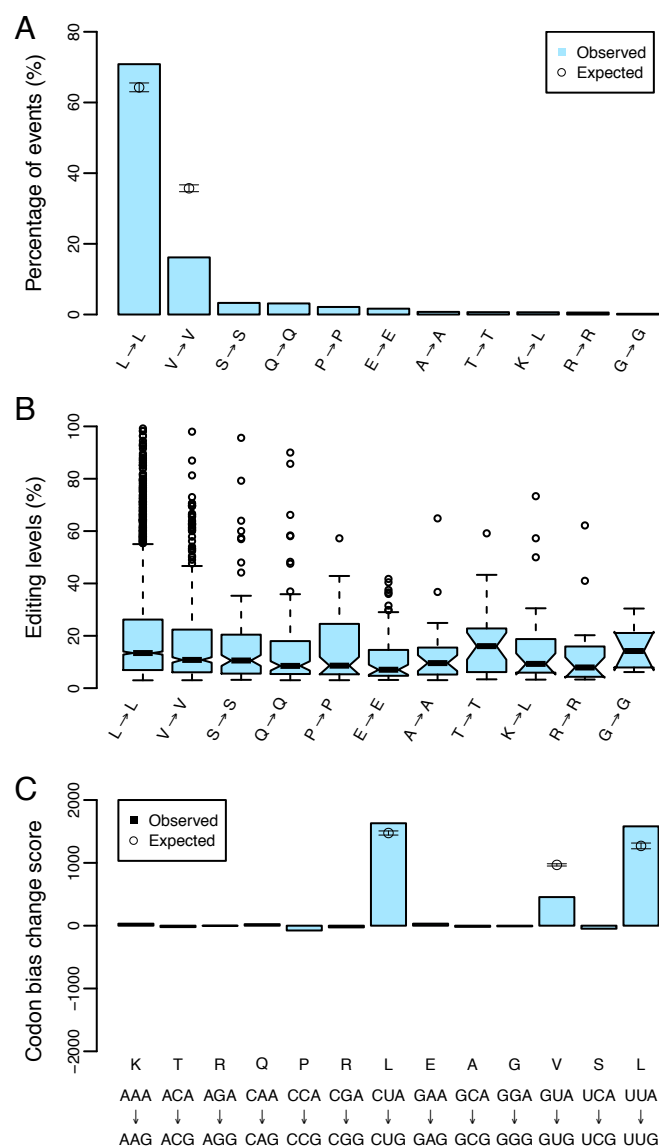 A
Percentage of events (%)
80
60
40
20
0
Observed
Expected
L→L
V→V
S→S
Q→Q
P→P
E→E
A→A
T→T
K→L
R→R
G→G
B
Editing levels (%)
100
80
60
40
20
0
L→L
V→V
S→S
Q→Q
P→P
E→E
A→A
T→T
K→L
R→R
G→G
C
Codon bias change score
2000
1000
0
−1000
−2000
Observed
Expected
K T R Q P R L E A G V S L
AAA ACA AGA CAA CCA CGA CUA GAA GCA GGA GUA UCA UUA
↓ ↓ ↓ ↓ ↓ ↓ ↓ ↓ ↓ ↓ ↓ ↓ ↓
AAG ACG AGG CAG CCG CGG CUG GAG GCG GGG GUG UCG UUG